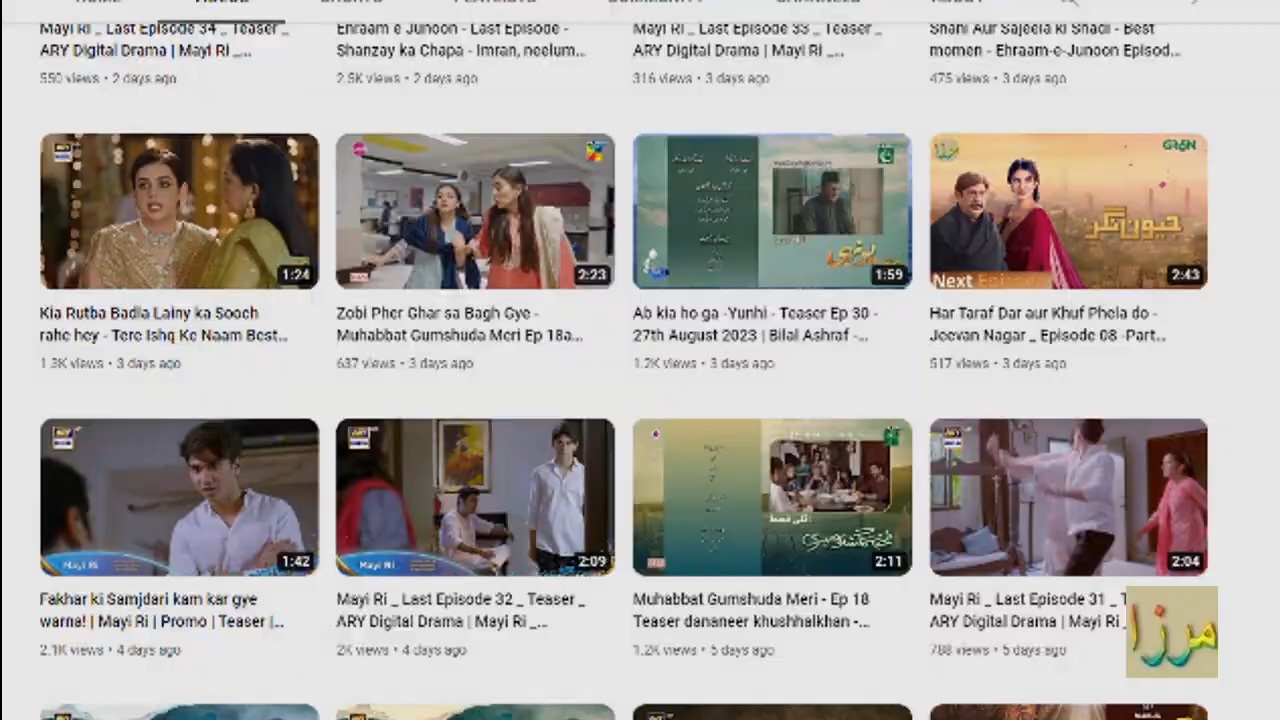 Mayi Ri _ Last Episode 34 _ Teaser _
ARY Digital Drama | Mayi Ri _...
550 views • 2 days ago
Ehraam e Junoon - Last Episode -
Shanzay ka Chapa - Imran, neelum...
2.5K views • 2 days ago
Mayi Ri _ Last Episode 33 _ Teaser _
ARY Digital Drama | Mayi Ri _...
316 views • 3 days ago
Shani Aur Sajeela ki Shadi - Best
momen - Ehraam-e-Junoon Episod...
475 views • 3 days ago
1:24
Kia Rutba Badla Lainy ka Sooch
rahe hey - Tere Ishq Ke Naam Best...
1.3K views • 3 days ago
2:23
Zobi Pher Ghar sa Bagh Gye -
Muhabbat Gumshuda Meri Ep 18a...
637 views • 3 days ago
1:59
Ab kia ho ga -Yunhi - Teaser Ep 30 -
27th August 2023 | Bilal Ashraf -...
1.2K views • 3 days ago
GREEN
جیون نگر
Next Episode
2:43
Har Taraf Dar aur Khuf Phela do -
Jeevan Nagar _ Episode 08 -Part...
517 views • 3 days ago
Mayi Ri
1:42
Fakhar ki Samjdari kam kar gye
warna! | Mayi Ri | Promo | Teaser |...
2.1K views • 4 days ago
Mayi Ri
2:09
Mayi Ri _ Last Episode 32 _ Teaser _
ARY Digital Drama | Mayi Ri _...
2K views • 4 days ago
اگلی قسط
2:11
Muhabbat Gumshuda Meri - Ep 18
Teaser dananeer khushhalkhan -...
1.2K views • 5 days ago
2:04
Mayi Ri _ Last Episode 31 _
ARY Digital Drama | Mayi Ri
788 views • 5 days ago
مرزا